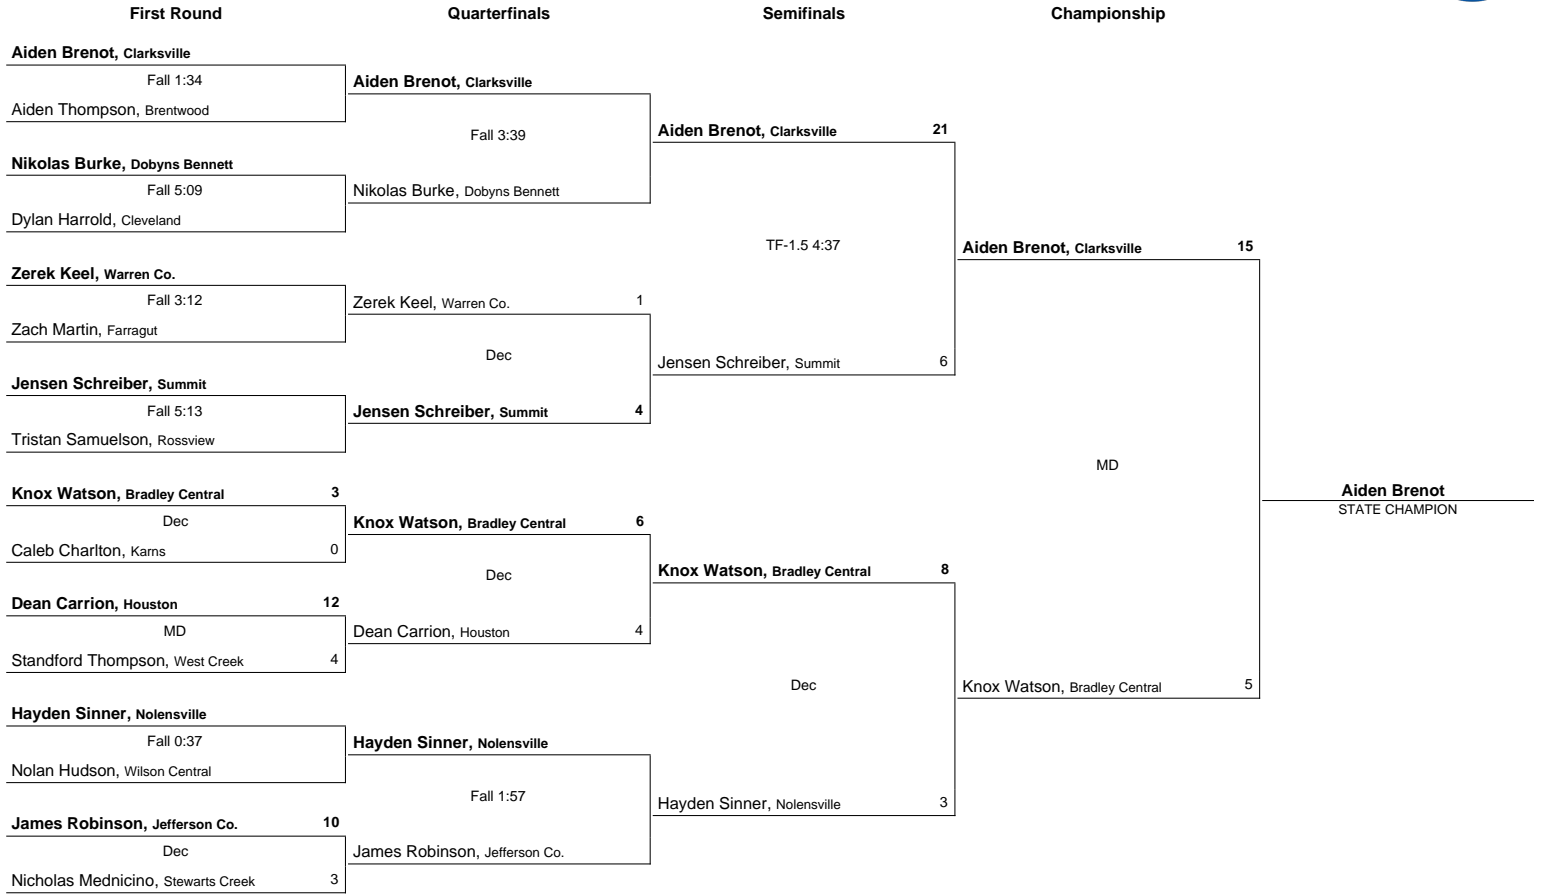 First Round
Quarterfinals
Semifinals
Championship
Aiden Brenot, Clarksville
Fall 1:34
Aiden Thompson, Brentwood
Nikolas Burke, Dobyns Bennett
Fall 5:09
Dylan Harrold, Cleveland
Zerek Keel, Warren Co.
Fall 3:12
Zach Martin, Farragut
Jensen Schreiber, Summit
Fall 5:13
Tristan Samuelson, Rossview
Knox Watson, Bradley Central 3
Dec
Caleb Charlton, Karns 0
Dean Carrion, Houston 12
MD
Standford Thompson, West Creek 4
Hayden Sinner, Nolensville
Fall 0:37
Nolan Hudson, Wilson Central
James Robinson, Jefferson Co. 10
Dec
Nicholas Mednicino, Stewarts Creek 3
Aiden Brenot, Clarksville
Fall 3:39
Nikolas Burke, Dobyns Bennett
Zerek Keel, Warren Co. 1
Dec
Jensen Schreiber, Summit 4
Knox Watson, Bradley Central 6
Dec
Dean Carrion, Houston 4
Hayden Sinner, Nolensville
Fall 1:57
James Robinson, Jefferson Co.
Aiden Brenot, Clarksville 21
TF-1.5 4:37
Jensen Schreiber, Summit 6
Knox Watson, Bradley Central 8
Dec
Hayden Sinner, Nolensville 3
Aiden Brenot, Clarksville 15
MD
Knox Watson, Bradley Central 5
Aiden Brenot
STATE CHAMPION